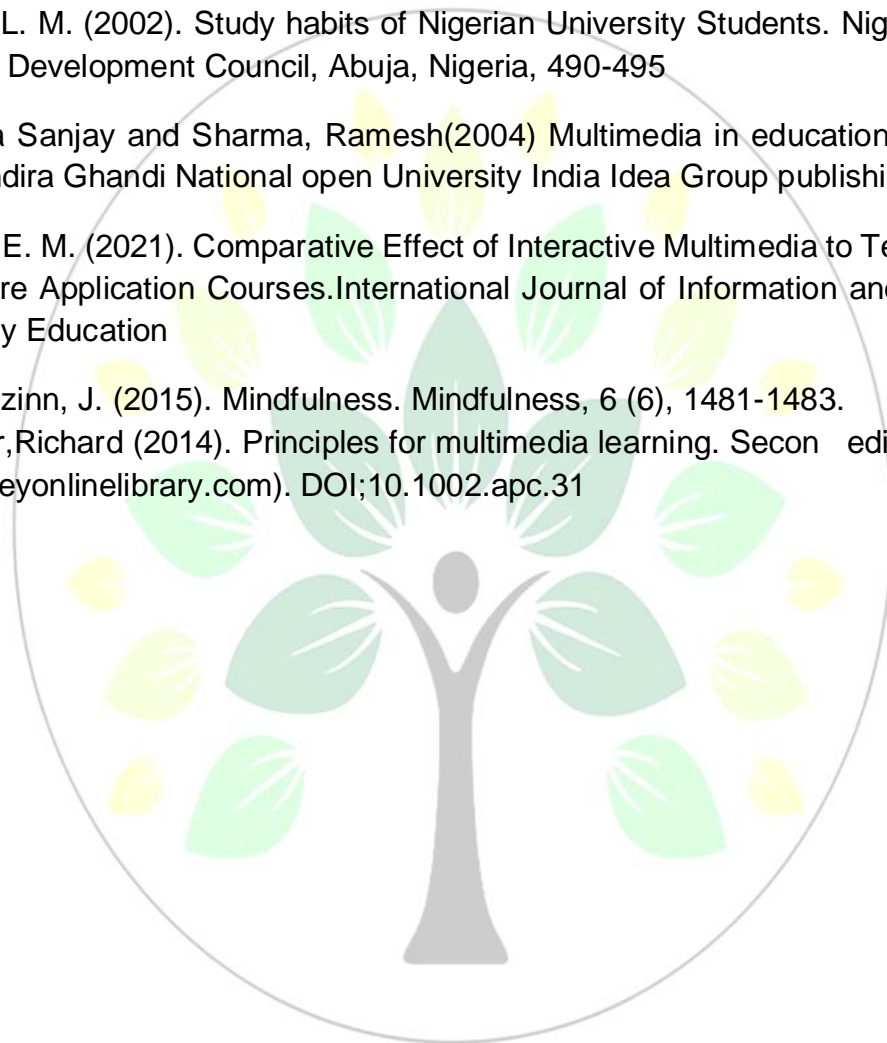 L. M. (2002). Study habits of Nigerian University Students. Nig
Development Council, Abuja, Nigeria, 490-495
a Sanjay and Sharma, Ramesh(2004) Multimedia in education
ndira Ghandi National open University India Idea Group publishi
E. M. (2021). Comparative Effect of Interactive Multimedia to Te
re Application Courses.International Journal of Information and
y Education
zinn, J. (2015). Mindfulness. Mindfulness, 6 (6), 1481-1483.
r,Richard (2014). Principles for multimedia learning. Secon edi
eyonlinelibrary.com). DOI;10.1002.apc.31